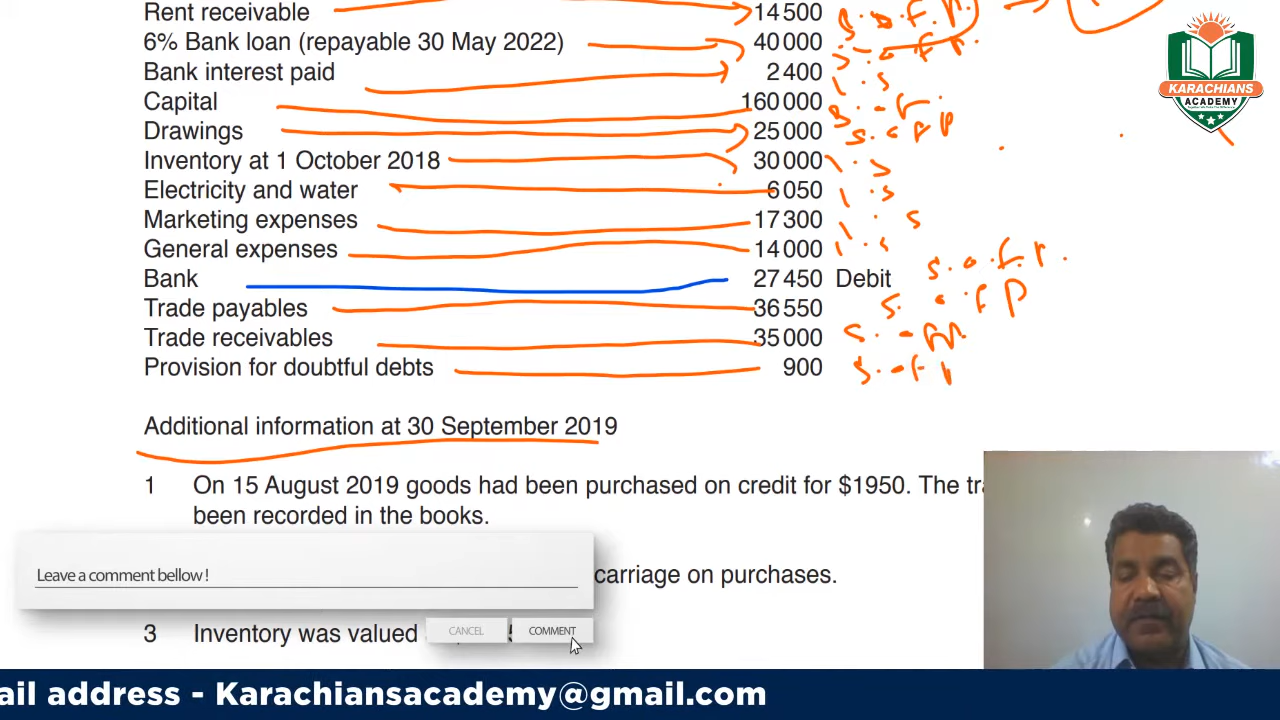 Rent receivable 14 500 S. o. F. P.
6% Bank loan (repayable 30 May 2022) 40 000 S. o F P.
Bank interest paid 2 400 I. S
Capital 160 000 S. o F.
Drawings 25 000 S. o F P
Inventory at 1 October 2018 30 000 I. S
Electricity and water 6 050 I. S
Marketing expenses 17 300 I. S
General expenses 14 000 I. S
Bank 27 450 Debit S. o. F. P.
Trade payables 36 550 S. o. F P
Trade receivables 35 000 S. o F P.
Provision for doubtful debts 900 S. o F P
Additional information at 30 September 2019
1 On 15 August 2019 goods had been purchased on credit for $1950. The
been recorded in the books.
carriage on purchases.
3 Inventory was valued
Leave a comment bellow !
CANCEL COMMENT
KARACHIANS
ACADEMY
ail address - Karachiansacademy@gmail.com